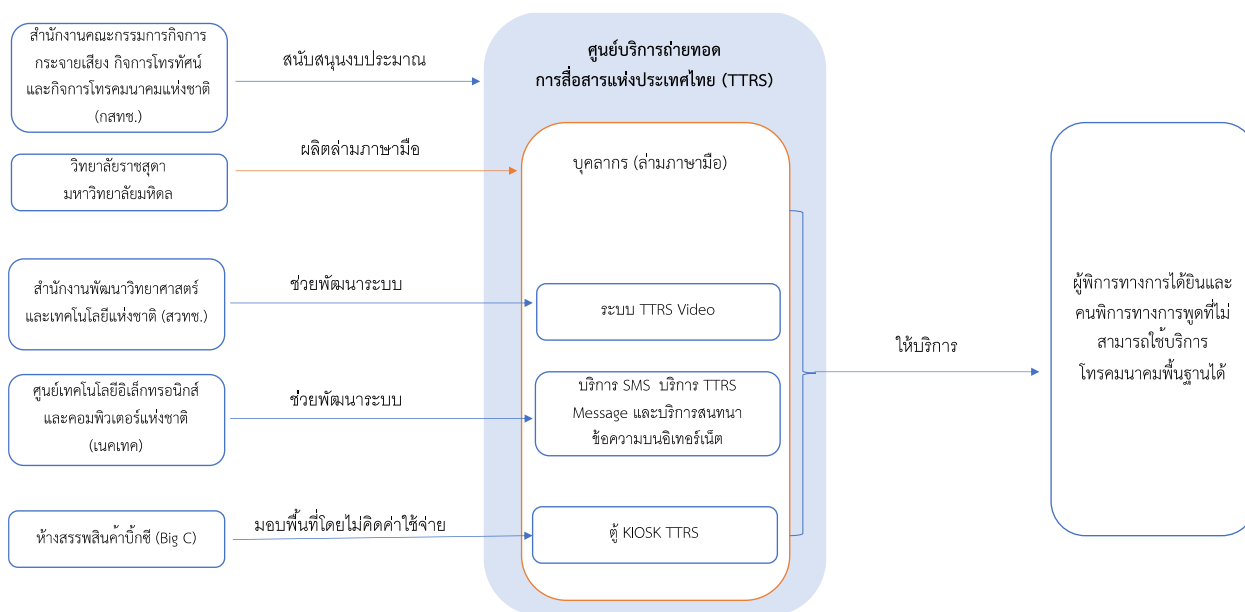 สำนักงานคณะกรรมการกิจการ
กระจายเสียง กิจการโทรทัศน์
และกิจการโทรคมนาคมแห่งชาติ
(กสทช.)
สนับสนุนงบประมาณ
ศูนย์บริการถ่ายทอด
การสื่อสารแห่งประเทศไทย (TTRS)
วิทยาลัยราชสุดา
มหาวิทยาลัยมหิดล
ผลิตล่ามภาษามือ
บุคลากร (ล่ามภาษามือ)
สำนักงานพัฒนาวิทยาศาสตร์
และเทคโนโลยีแห่งชาติ (สวทช.)
ช่วยพัฒนาระบบ
ระบบ TTRS Video
ศูนย์เทคโนโลยีอิเล็กทรอนิกส์
และคอมพิวเตอร์แห่งชาติ
(เนคเทค)
ช่วยพัฒนาระบบ
บริการ SMS บริการ TTRS
Message และบริการสนทนา
ข้อความบนอิเทอร์เน็ต
ห้างสรรพสินค้าบิ้กซี (Big C)
มอบพื้นที่โดยไม่คิดค่าใช้จ่าย
ตู้ KIOSK TTRS
ให้บริการ
ผู้พิการทางการได้ยินและ
คนพิการทางการพูดที่ไม่
สามารถใช้บริการ
โทรคมนาคมพื้นฐานได้